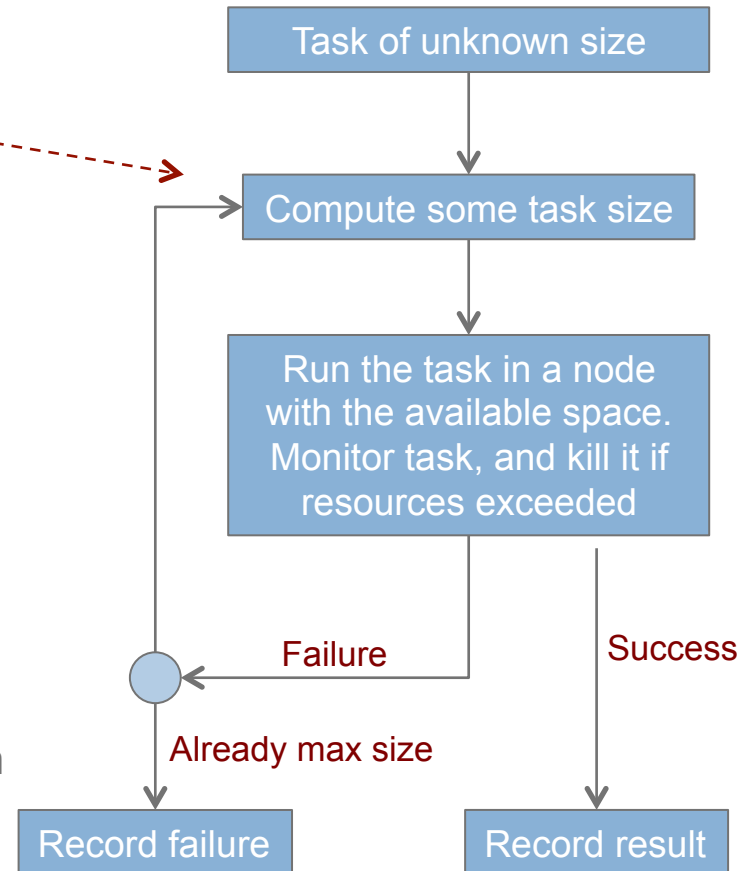 Task of unknown size
Compute some task size
Run the task in a node
with the available space.
Monitor task, and kill it if
resources exceeded
Failure
Success
Already max size
Record failure
Record result